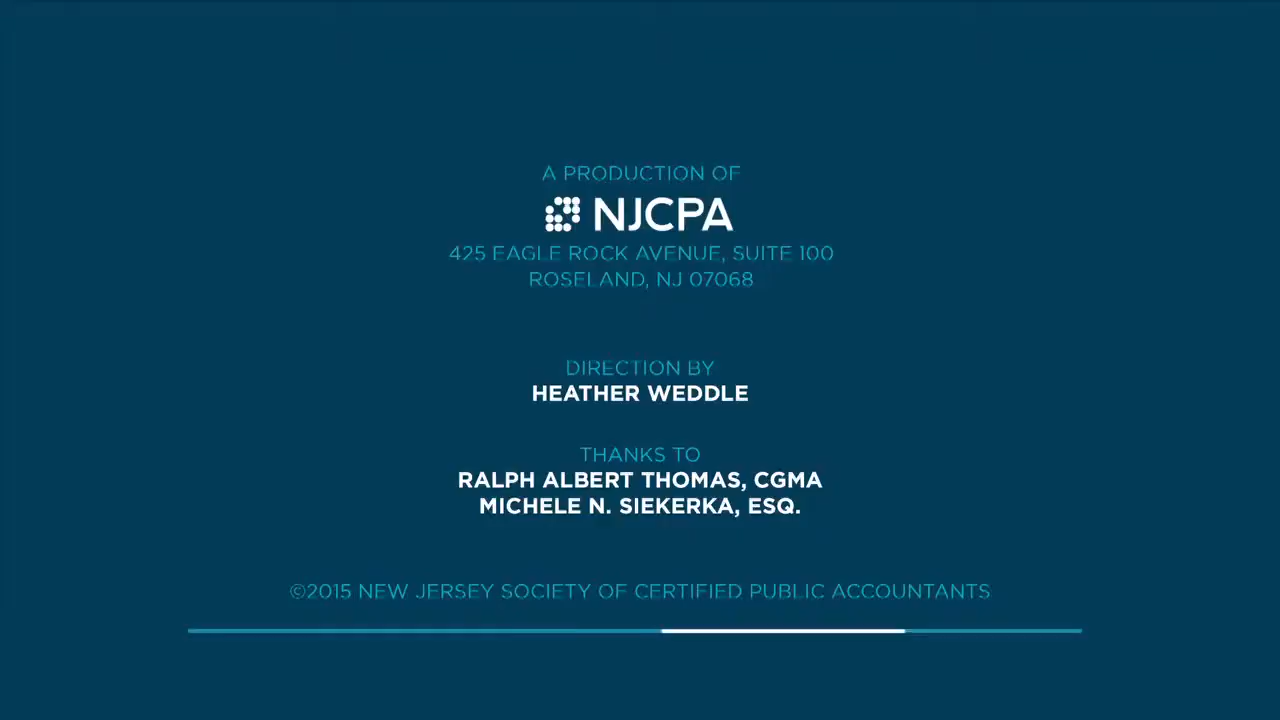 A PRODUCTION OF
NJCPA
425 EAGLE ROCK AVENUE, SUITE 100
ROSELAND, NJ 07068
DIRECTION BY
HEATHER WEDDLE
THANKS TO
RALPH ALBERT THOMAS, CGMA
MICHELE N. SIEKERKA, ESQ.
©2015 NEW JERSEY SOCIETY OF CERTIFIED PUBLIC ACCOUNTANTS